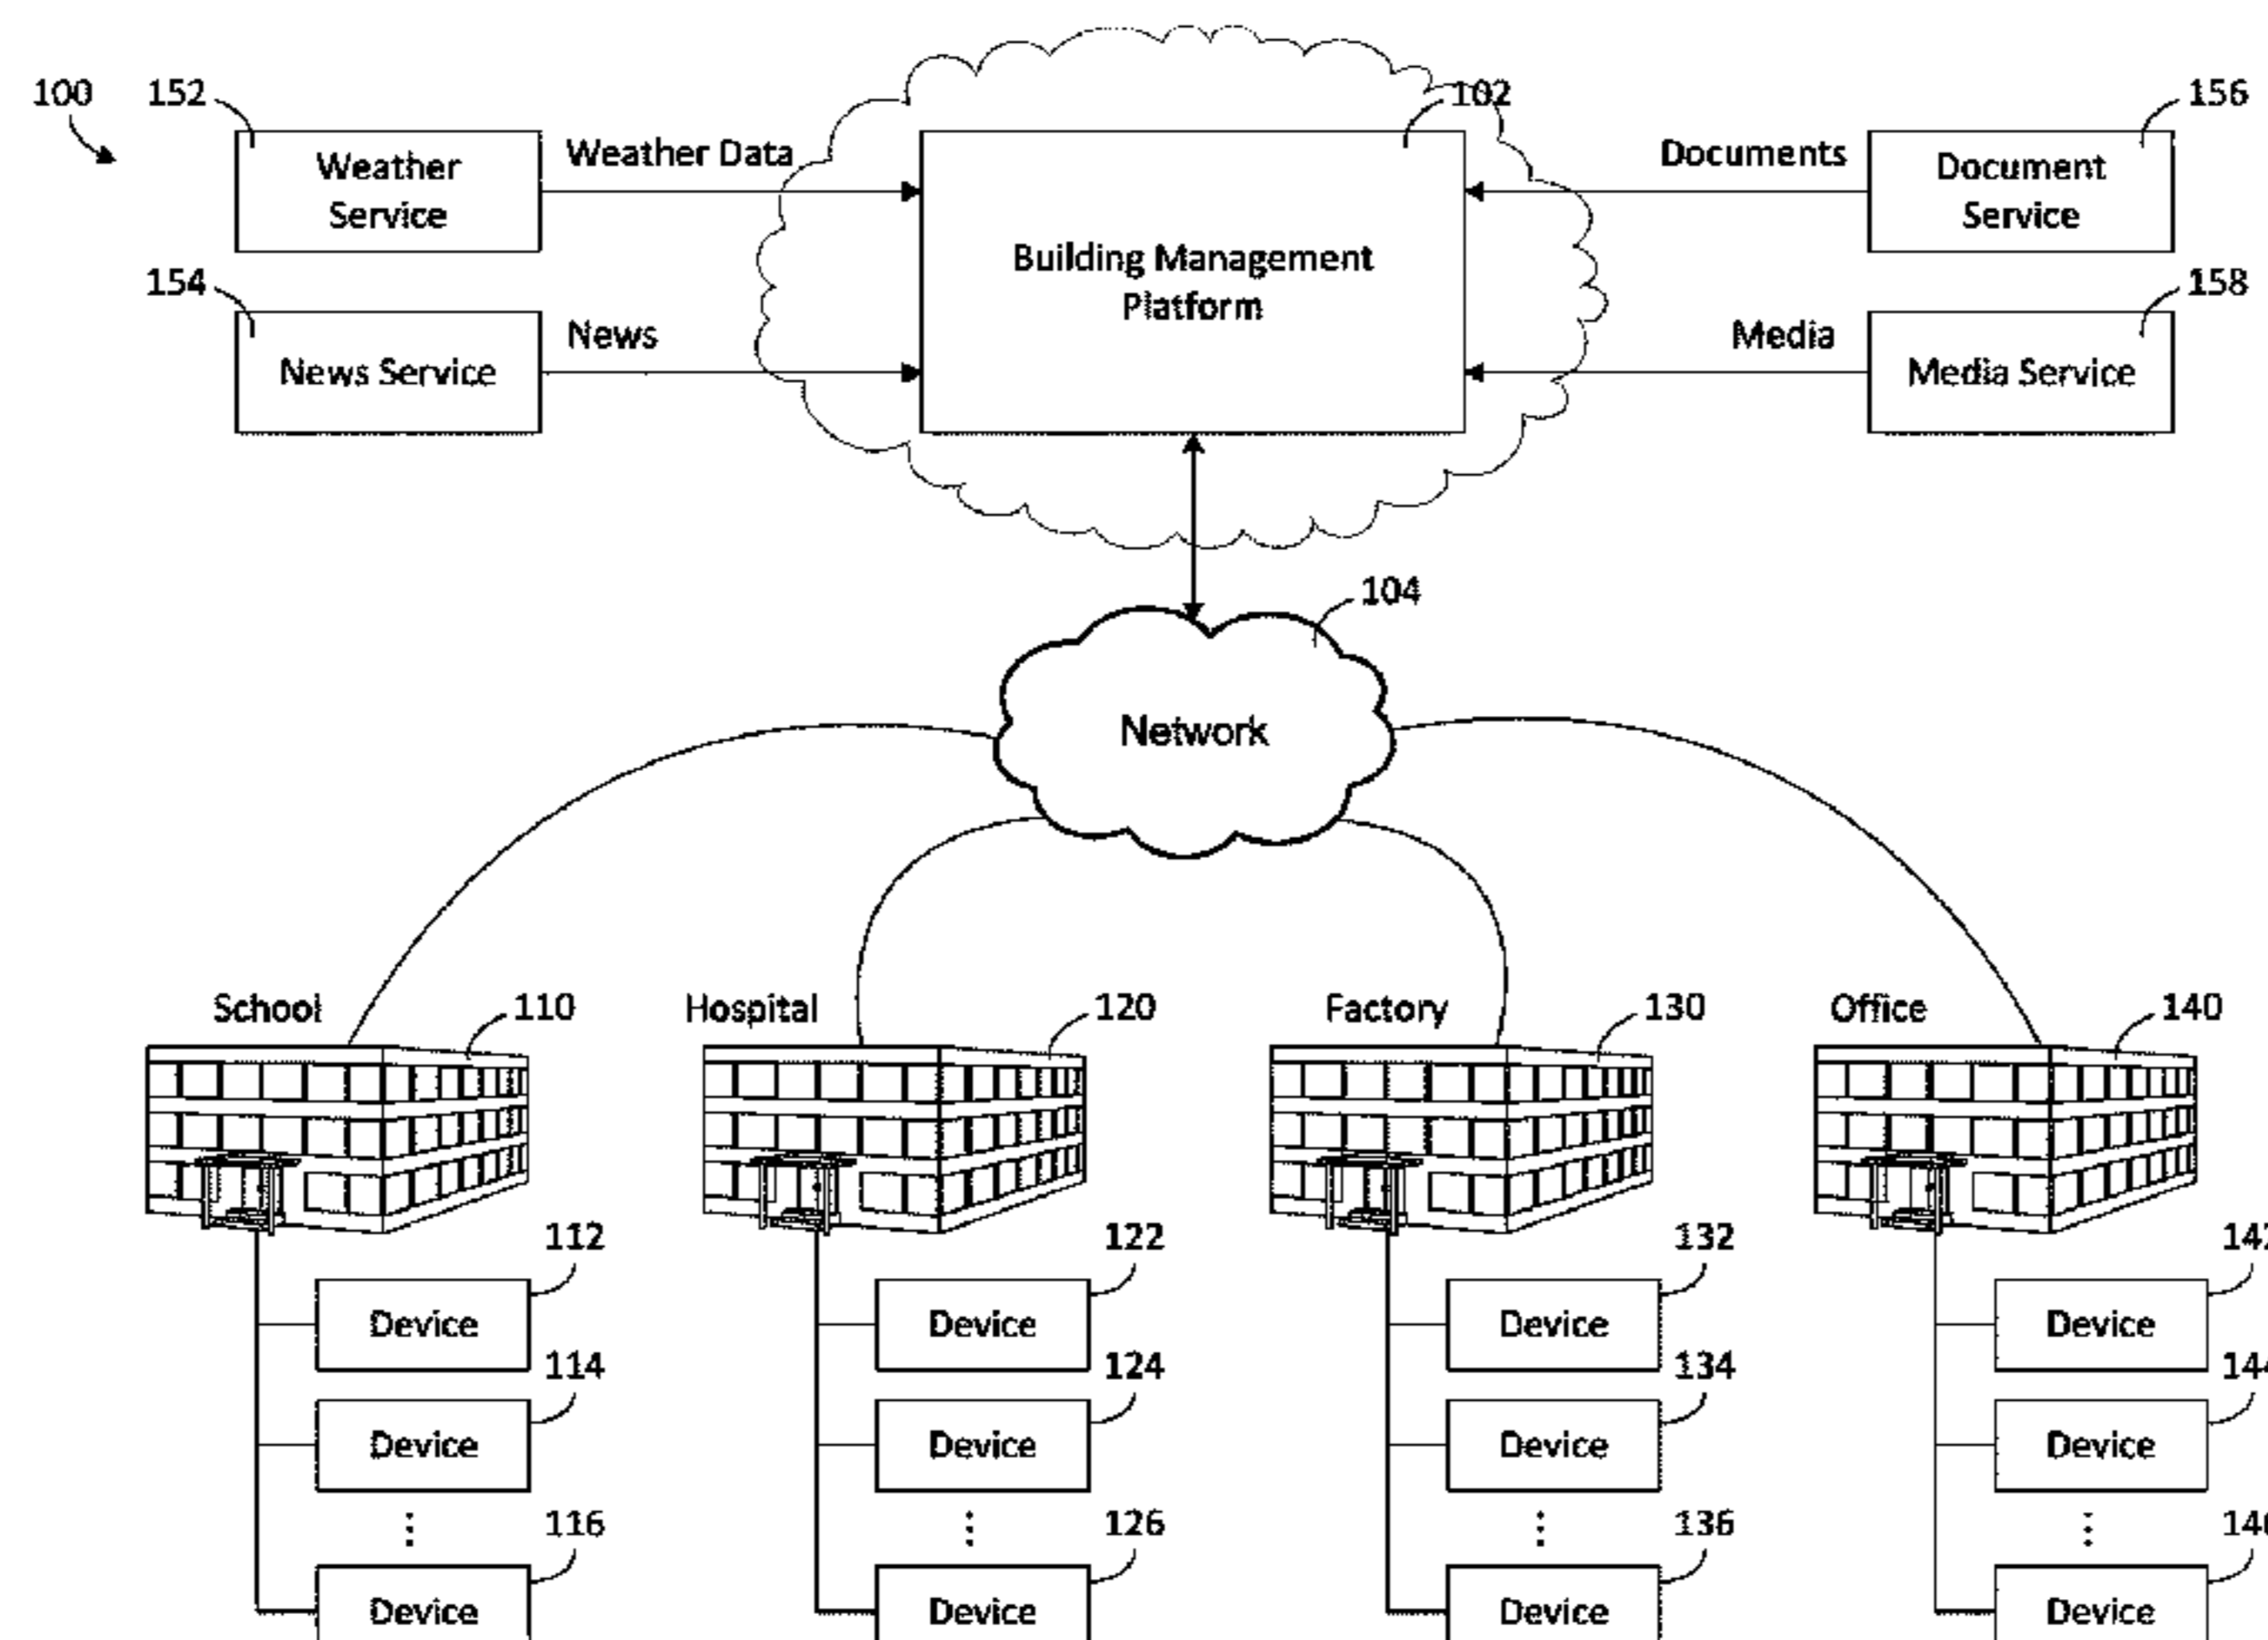 100
152
102
156
Weather
Service
Weather Data
Documents
Document
Service
Building Management
Platform
154
158
News Service
News
Media
Media Service
104
Network
School
110
Hospital
120
Factory
130
Office
140
112
122
132
Device
Device
Device
Device
114
124
134
Device
Device
Device
Device
116
126
136
Device
Device
Device
Device